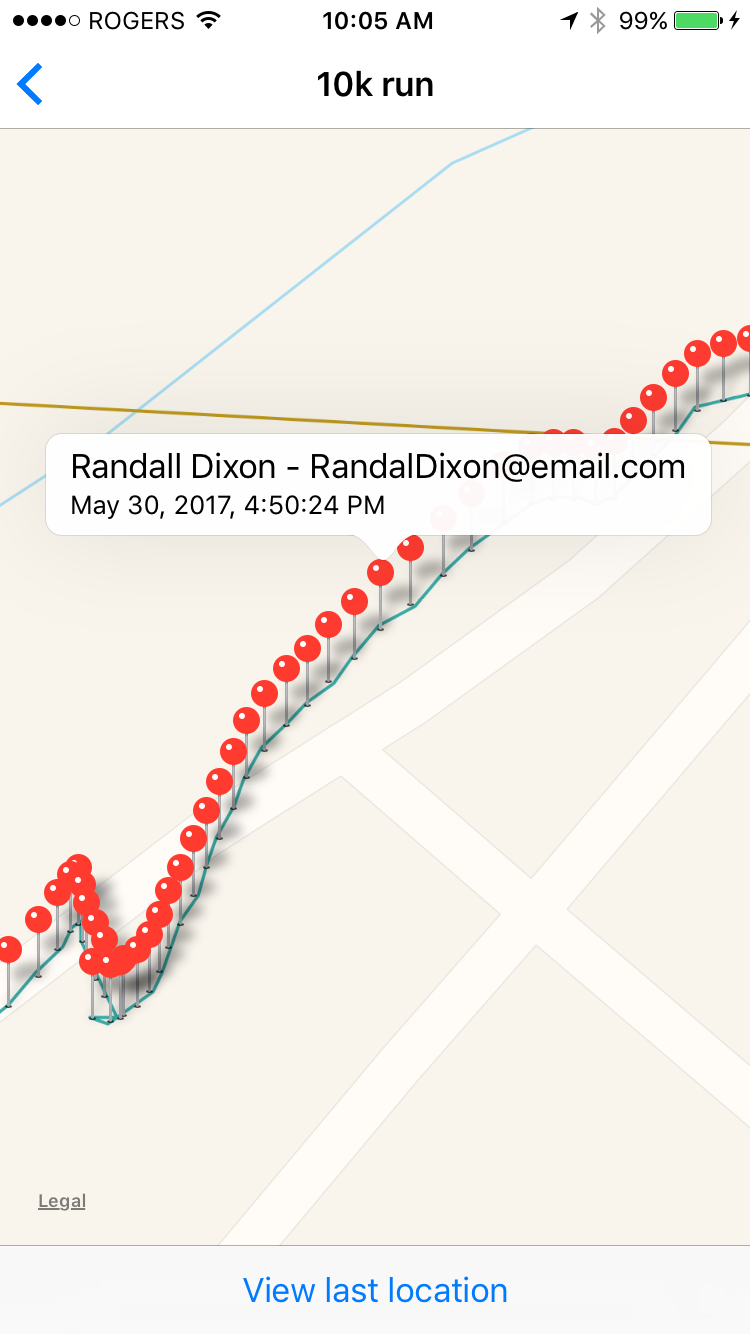 ROGERS 10:05 AM 99%
10k run
Randall Dixon - RandalDixon@email.com
May 30, 2017, 4:50:24 PM
Legal
View last location